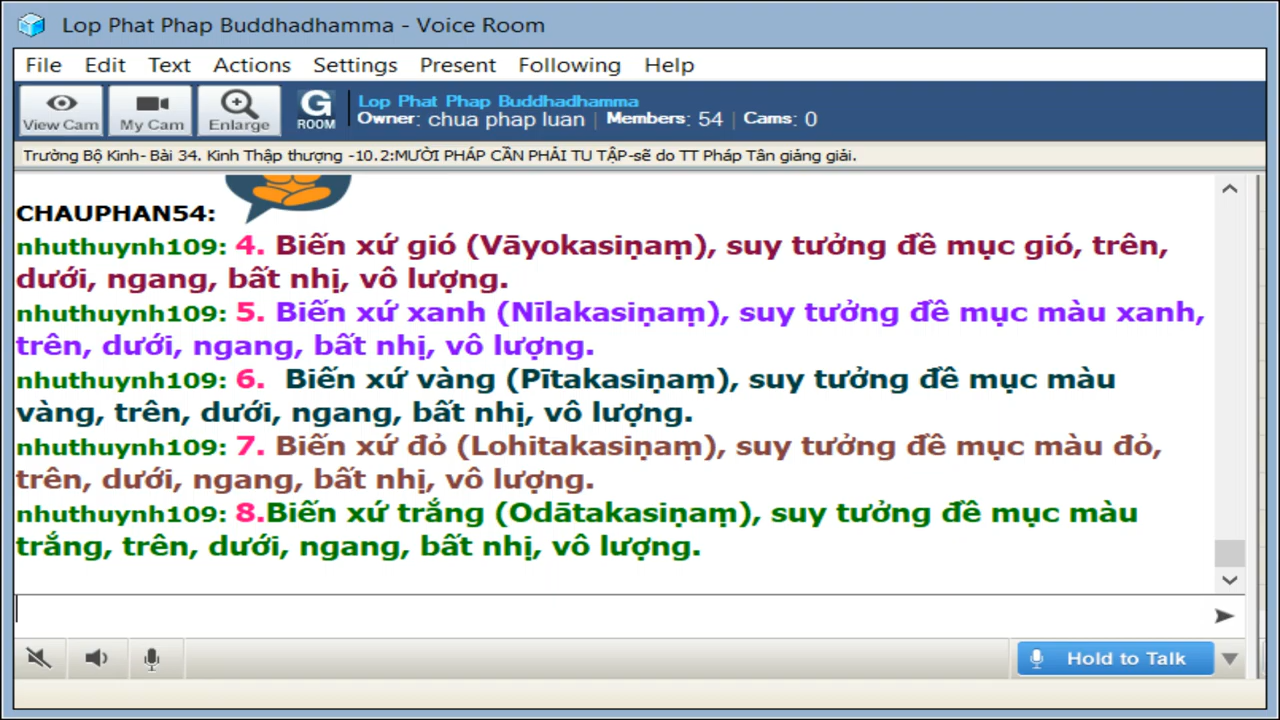 Lop Phat Phap Buddhadhamma - Voice Room
File Edit Text Actions Settings Present Following Help
View Cam My Cam Enlarge G ROOM
Lop Phat Phap Buddhadhamma
Owner: chua phap luan | Members: 54 | Cams: 0
Trường Bộ Kinh- Bài 34. Kinh Thập thượng -10.2:MƯỜI PHÁP CẦN PHẢI TU TẬP-sẽ do TT Pháp Tân giảng giải.
CHAUPHAN54:
nhuthuynh109: 4. Biến xứ gió (Vāyokasiṇaṃ), suy tưởng đề mục gió, trên,
dưới, ngang, bất nhị, vô lượng.
nhuthuynh109: 5. Biến xứ xanh (Nīlakasiṇaṃ), suy tưởng đề mục màu xanh,
trên, dưới, ngang, bất nhị, vô lượng.
nhuthuynh109: 6. Biến xứ vàng (Pītakasiṇaṃ), suy tưởng đề mục màu
vàng, trên, dưới, ngang, bất nhị, vô lượng.
nhuthuynh109: 7. Biến xứ đỏ (Lohitakasiṇaṃ), suy tưởng đề mục màu đỏ,
trên, dưới, ngang, bất nhị, vô lượng.
nhuthuynh109: 8.Biến xứ trắng (Odātakasiṇaṃ), suy tưởng đề mục màu
trắng, trên, dưới, ngang, bất nhị, vô lượng.
Hold to Talk